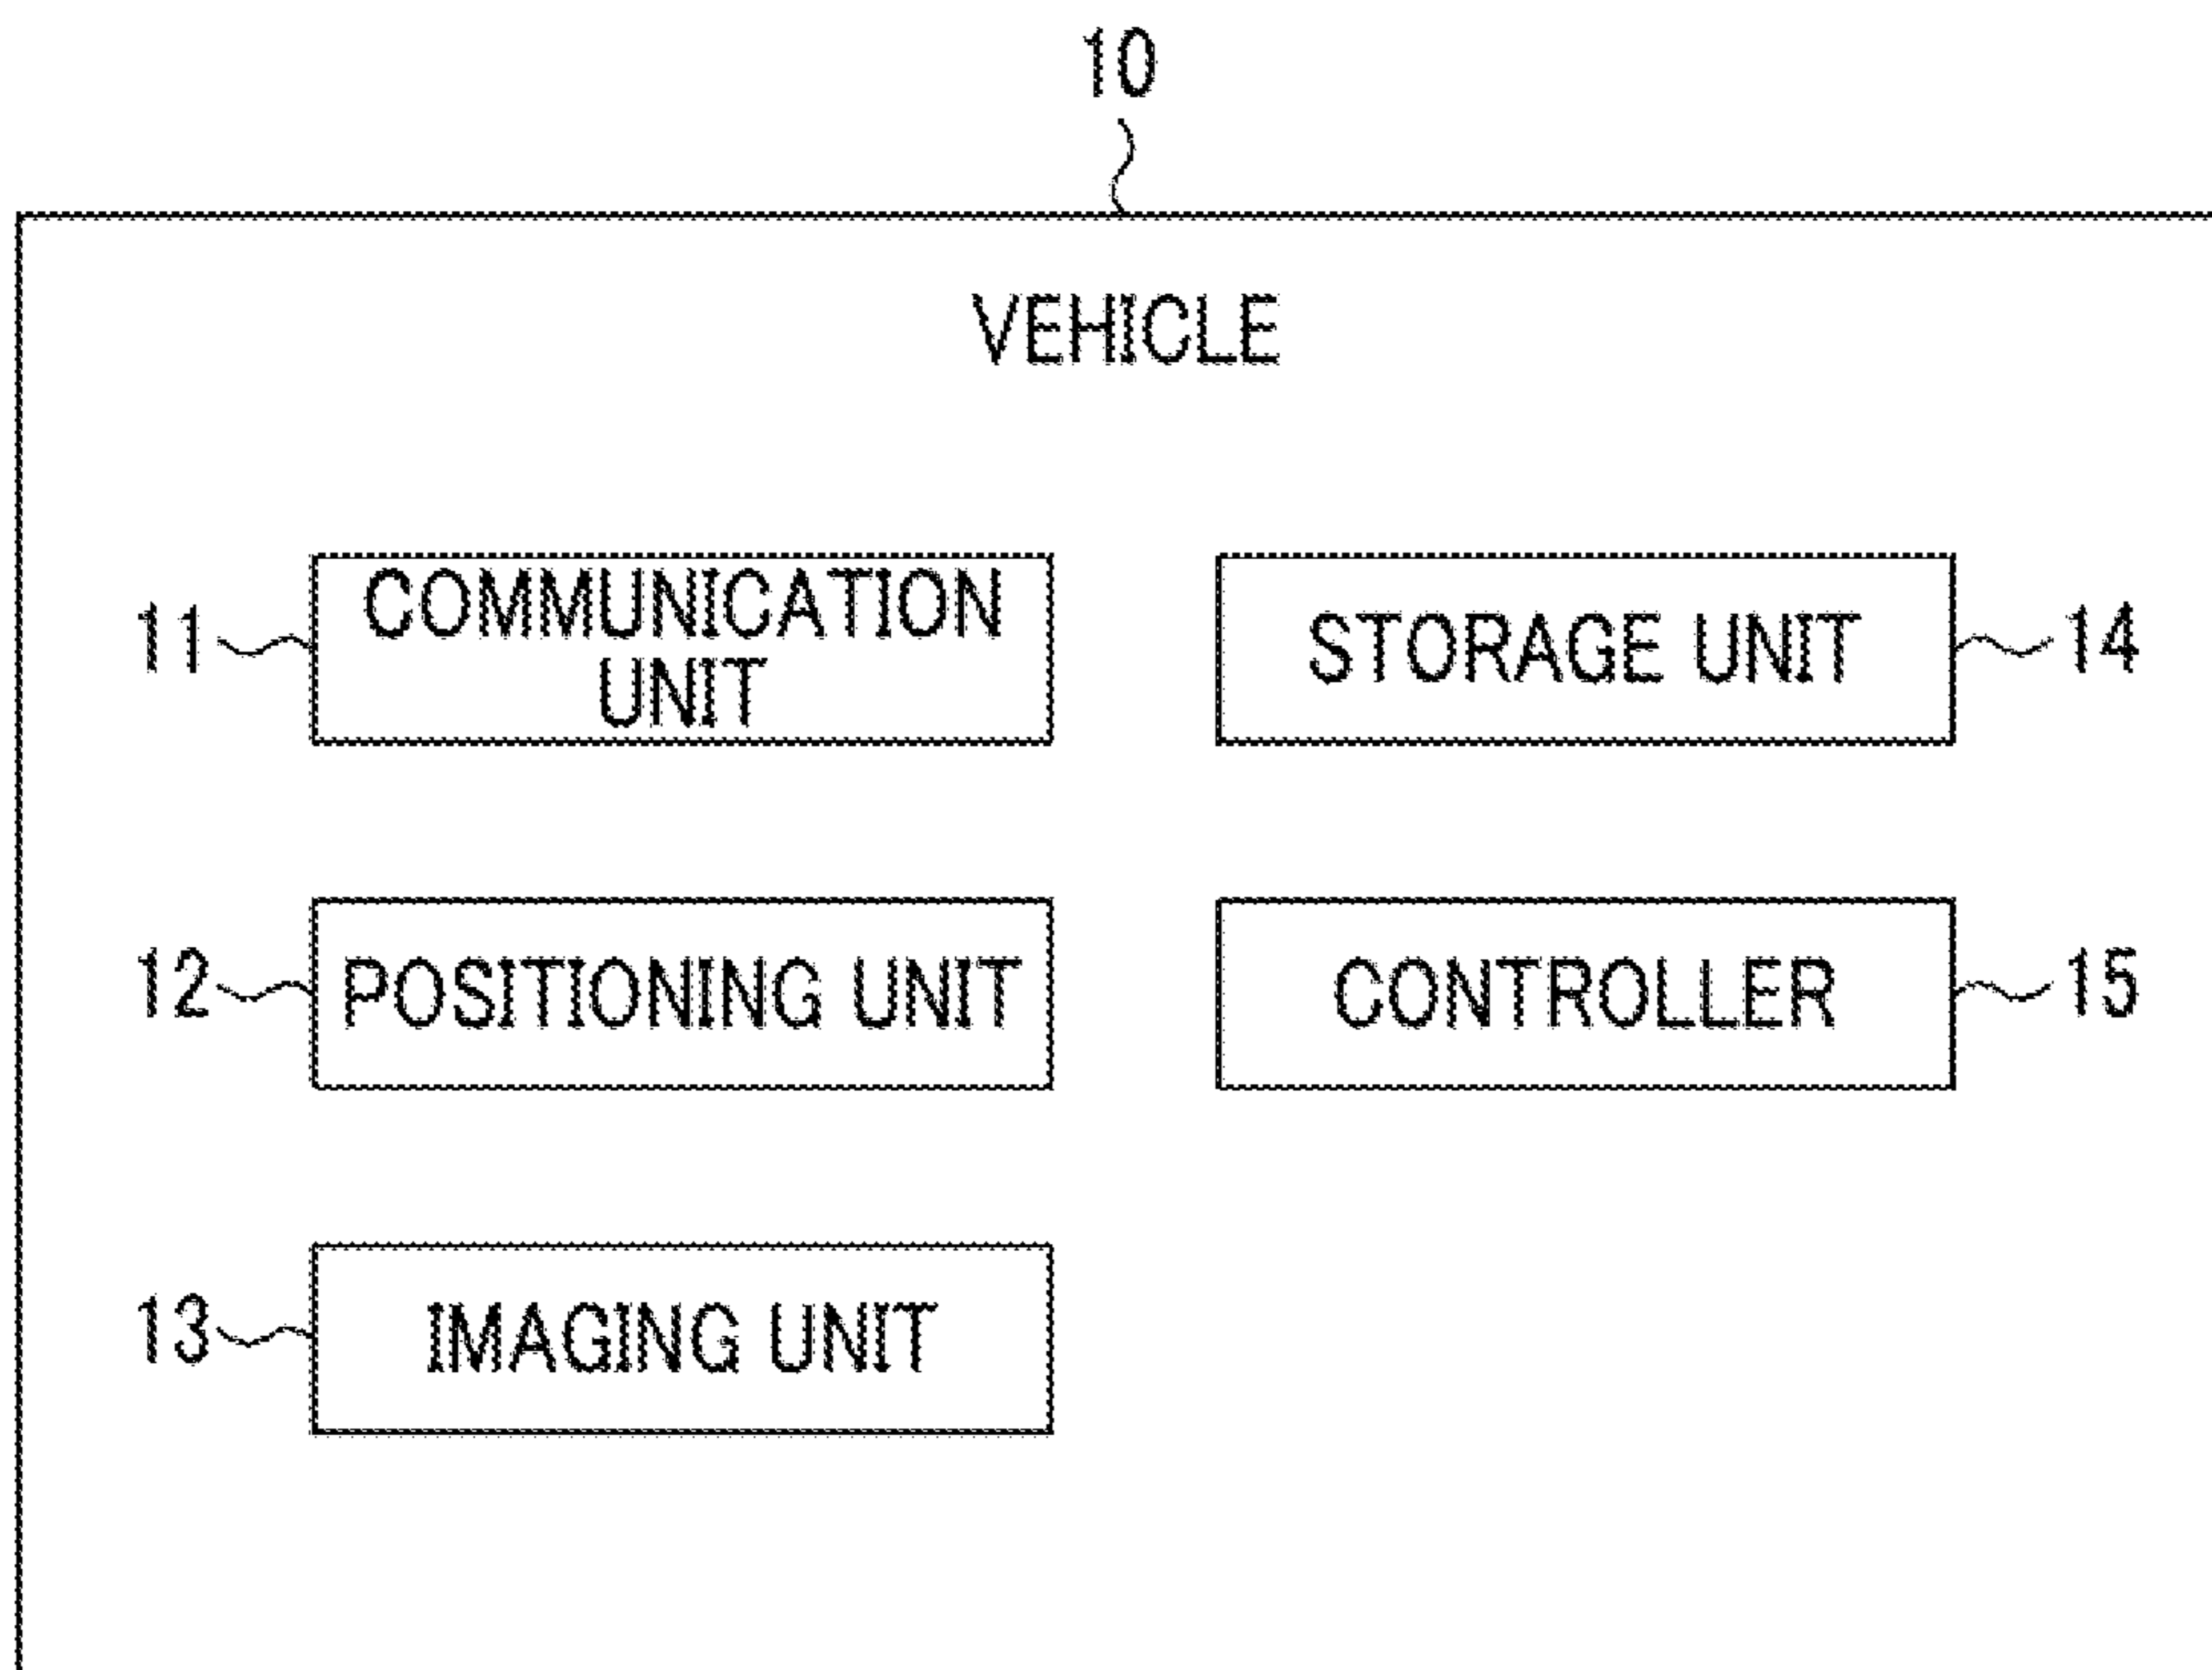 10
VEHICLE
11
COMMUNICATION
UNIT
STORAGE UNIT
14
12
POSITIONING UNIT
CONTROLLER
15
13
IMAGING UNIT